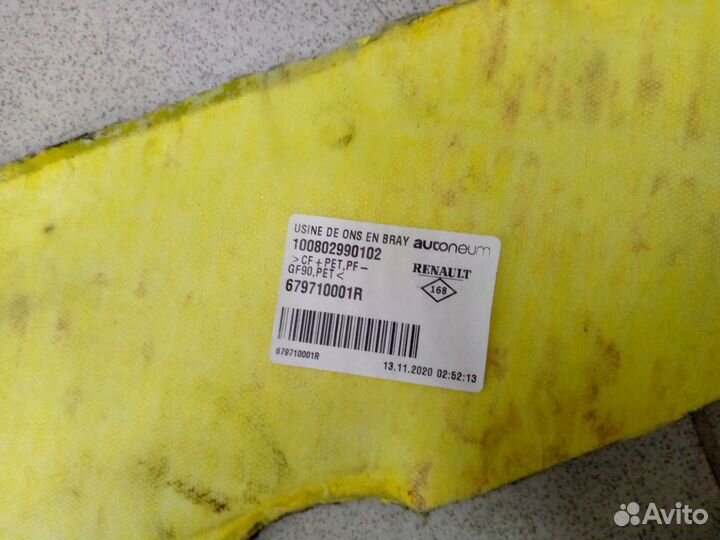 USINE DE ONS EN BRAY autoneum
100802990102
>CF+PET,PF-
GF90,PET<
RENAULT
168
679710001R
679710001R
13.11.2020 02:52:13
Avito